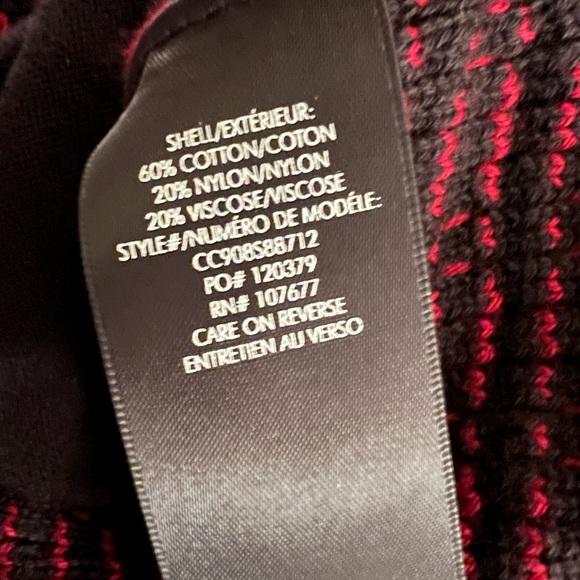 SHELL/EXTÉRIEUR:
60% COTTON/COTON
20% NYLON/NYLON
20% VISCOSE/VISCOSE
STYLE#/NUMÉRO DE MODÉLE:
CC908S88712
PO# 120379
RN# 107677
CARE ON REVERSE
ENTRETIEN AU VERSO